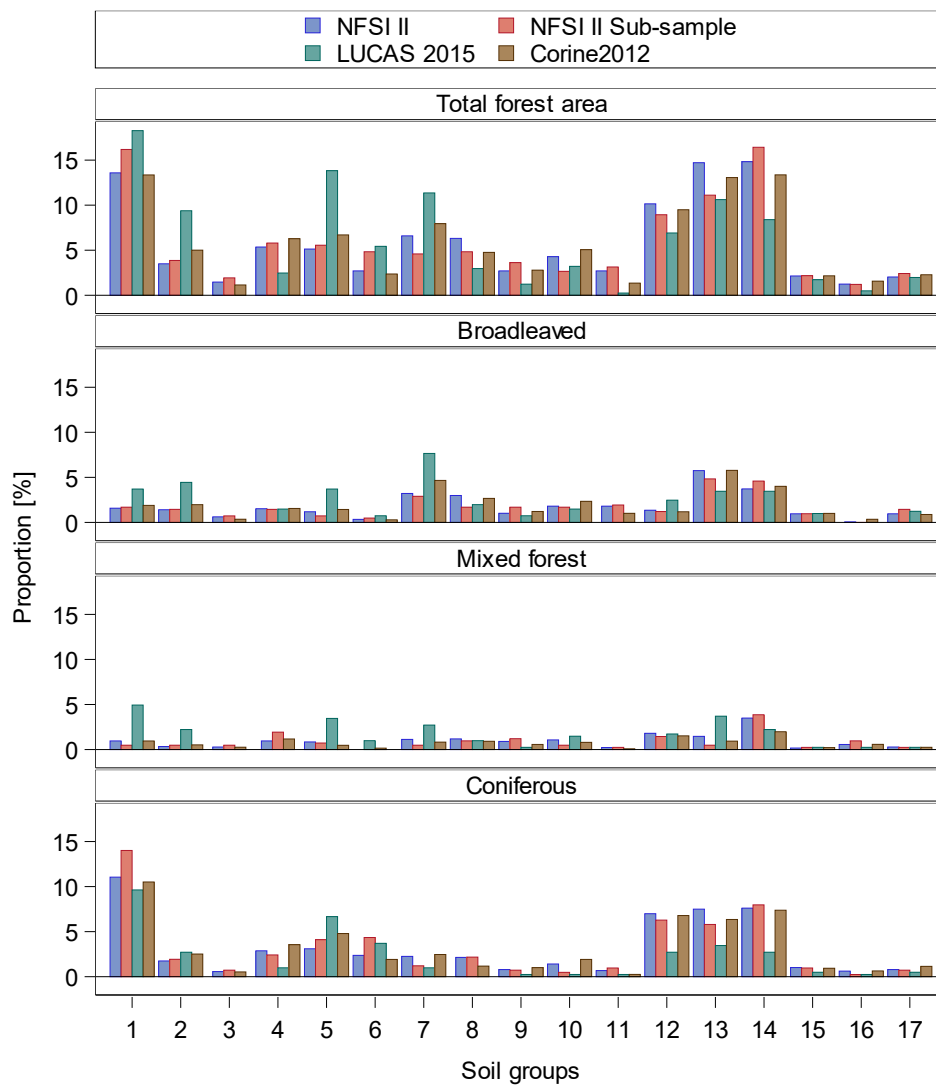 NFSI II NFSI II Sub-sample
LUCAS 2015 Corine2012
Total forest area
15
10
5
0
Broadleaved
15
10
5
0
Mixed forest
15
10
5
0
Coniferous
15
10
5
0
Proportion [%]
1 2 3 4 5 6 7 8 9 10 11 12 13 14 15 16 17
Soil groups